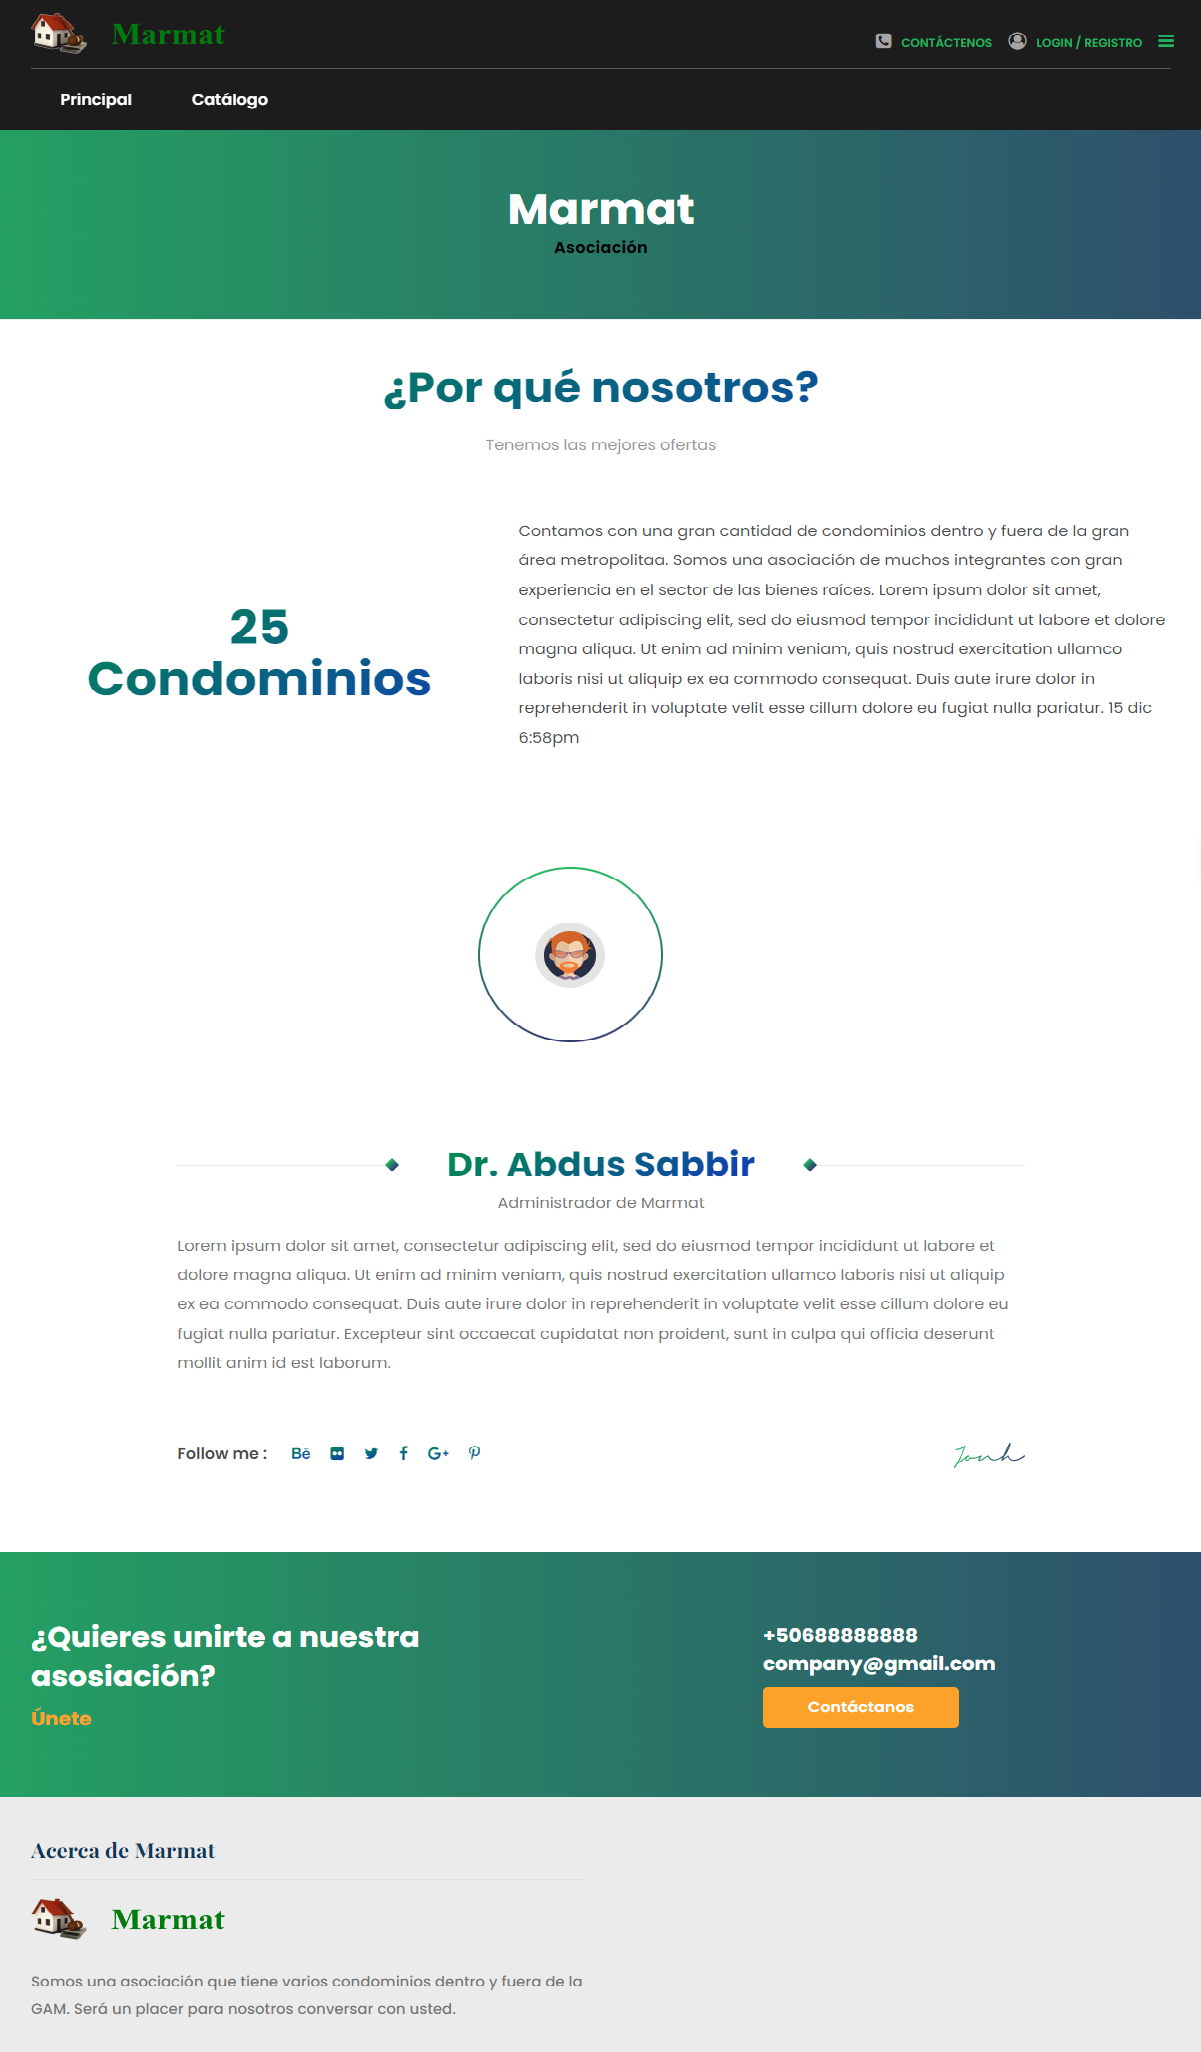 Marmat
CONTÁCTENOS
LOGIN / REGISTRO
Principal
Catálogo
Marmat
Asociación
¿Por qué nosotros?
Tenemos las mejores ofertas
25
Condominios
Contamos con una gran cantidad de condominios dentro y fuera de la gran
área metropolitaa. Somos una asociación de muchos integrantes con gran
experiencia en el sector de las bienes raíces. Lorem ipsum dolor sit amet,
consectetur adipiscing elit, sed do eiusmod tempor incididunt ut labore et dolore
magna aliqua. Ut enim ad minim veniam, quis nostrud exercitation ullamco
laboris nisi ut aliquip ex ea commodo consequat. Duis aute irure dolor in
reprehenderit in voluptate velit esse cillum dolore eu fugiat nulla pariatur. 15 dic
6:58pm
Dr. Abdus Sabbir
Administrador de Marmat
Lorem ipsum dolor sit amet, consectetur adipiscing elit, sed do eiusmod tempor incididunt ut labore et
dolore magna aliqua. Ut enim ad minim veniam, quis nostrud exercitation ullamco laboris nisi ut aliquip
ex ea commodo consequat. Duis aute irure dolor in reprehenderit in voluptate velit esse cillum dolore eu
fugiat nulla pariatur. Excepteur sint occaecat cupidatat non proident, sunt in culpa qui officia deserunt
mollit anim id est laborum.
Follow me :
¿Quieres unirte a nuestra
asosiación?
Únete
+50688888888
company@gmail.com
Contáctanos
Acerca de Marmat
Marmat
Somos una asociación que tiene varios condominios dentro y fuera de la
GAM. Será un placer para nosotros conversar con usted.